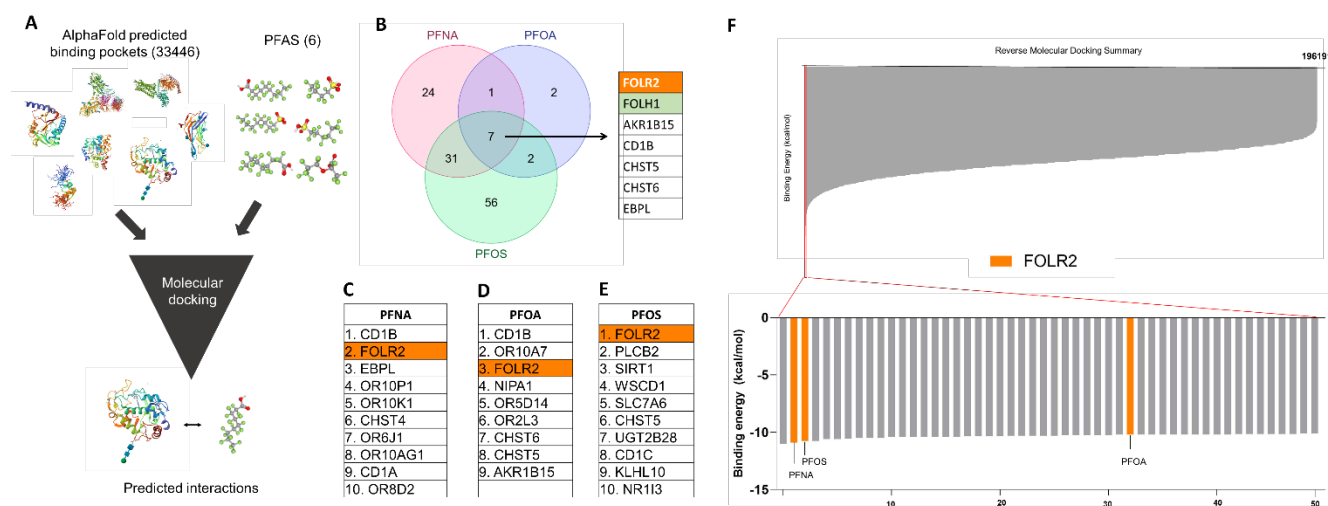 A
AlphaFold predicted
binding pockets (33446)
PFAS (6)
Molecular
docking
Predicted interactions
B
PFNA
PFOA
24
1
2
7
31
2
56
PFOS
FOLR2
FOLH1
AKR1B15
CD1B
CHST5
CHST6
EBPL
C
PFNA
1. CD1B
2. FOLR2
3. EBPL
4. OR10P1
5. OR10K1
6. CHST4
7. OR6J1
8. OR10AG1
9. CD1A
10. OR8D2
D
PFOA
1. CD1B
2. OR10A7
3. FOLR2
4. NIPA1
5. OR5D14
6. OR2L3
7. CHST6
8. CHST5
9. AKR1B15
E
PFOS
1. FOLR2
2. PLCB2
3. SIRT1
4. WSCD1
5. SLC7A6
6. CHST5
7. UGT2B28
8. CD1C
9. KLHL10
10. NR1I3
F
Reverse Molecular Docking Summary
19619
Binding Energy (kcal/mol)
FOLR2
Binding energy (kcal/mol)
0
-5
-10
-15
PFNA
PFOS
PFOA
10
20
30
40
50